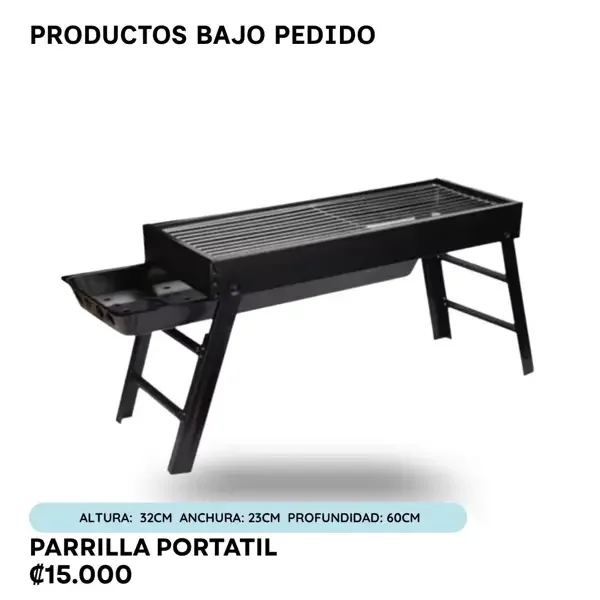 PRODUCTOS BAJO PEDIDO
ALTURA: 32CM ANCHURA: 23CM PROFUNDIDAD: 60CM
PARRILLA PORTATIL
₡15.000